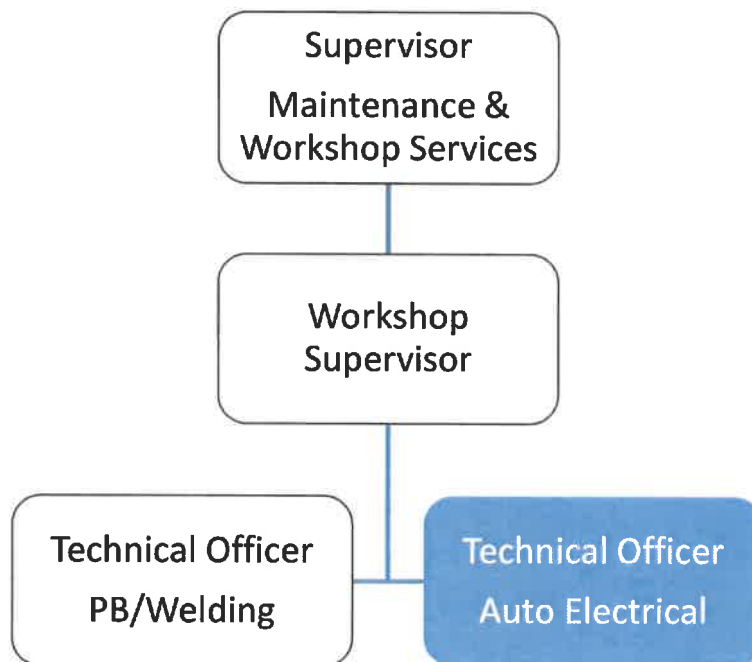 Supervisor
Maintenance &
Workshop Services
Workshop
Supervisor
Technical Officer
PB/Welding
Technical Officer
Auto Electrical